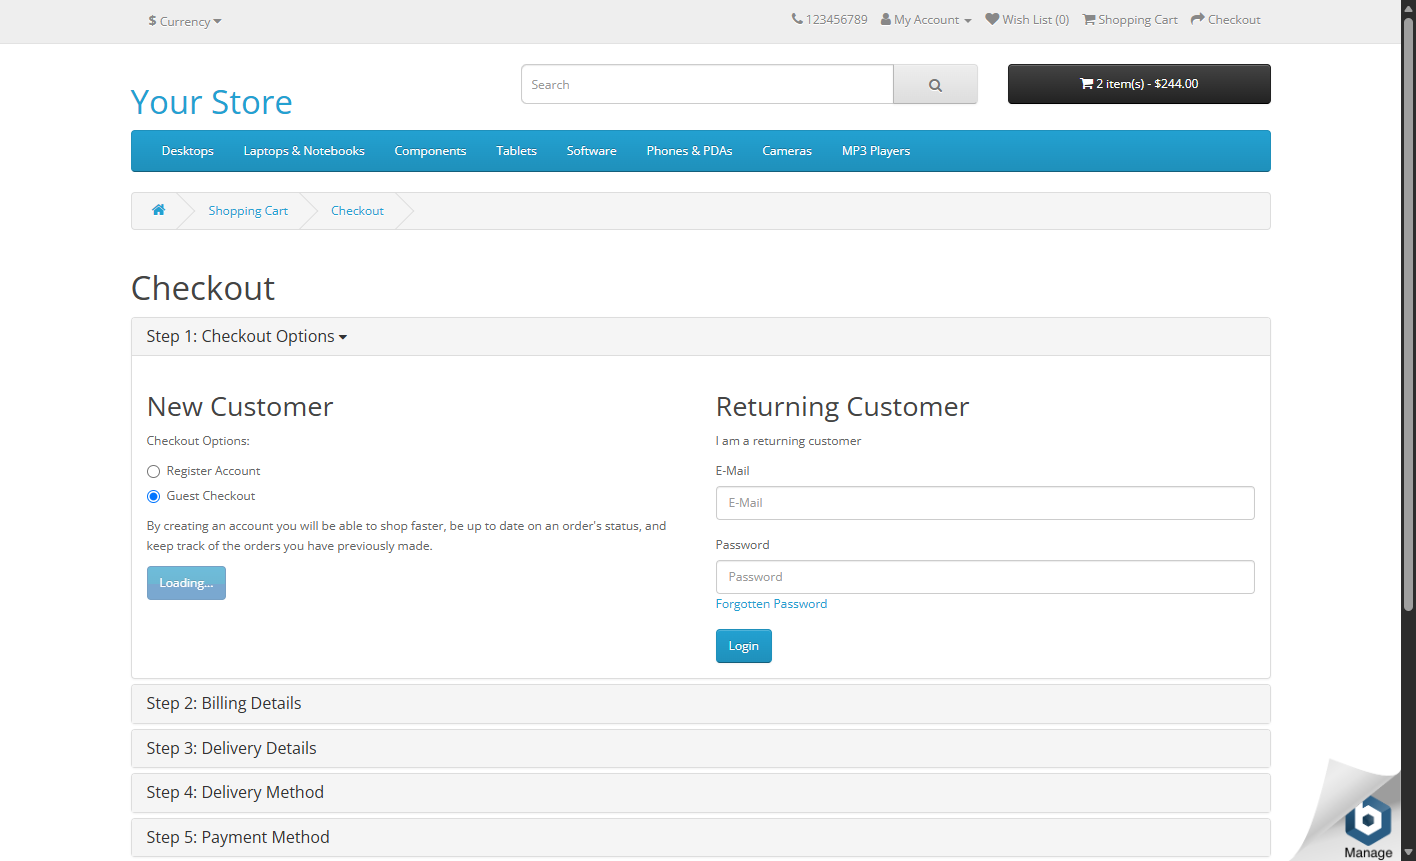 $ Currency
123456789 My Account Wish List (0) Shopping Cart Checkout
Your Store
Search
2 item(s) - $244.00
Desktops Laptops & Notebooks Components Tablets Software Phones & PDAs Cameras MP3 Players
Shopping Cart Checkout
Checkout
Step 1: Checkout Options
New Customer
Checkout Options:
Register Account
Guest Checkout
By creating an account you will be able to shop faster, be up to date on an order's status, and
keep track of the orders you have previously made.
Loading...
Returning Customer
I am a returning customer
E-Mail
E-Mail
Password
Password
Forgotten Password
Login
Step 2: Billing Details
Step 3: Delivery Details
Step 4: Delivery Method
Step 5: Payment Method
Manage